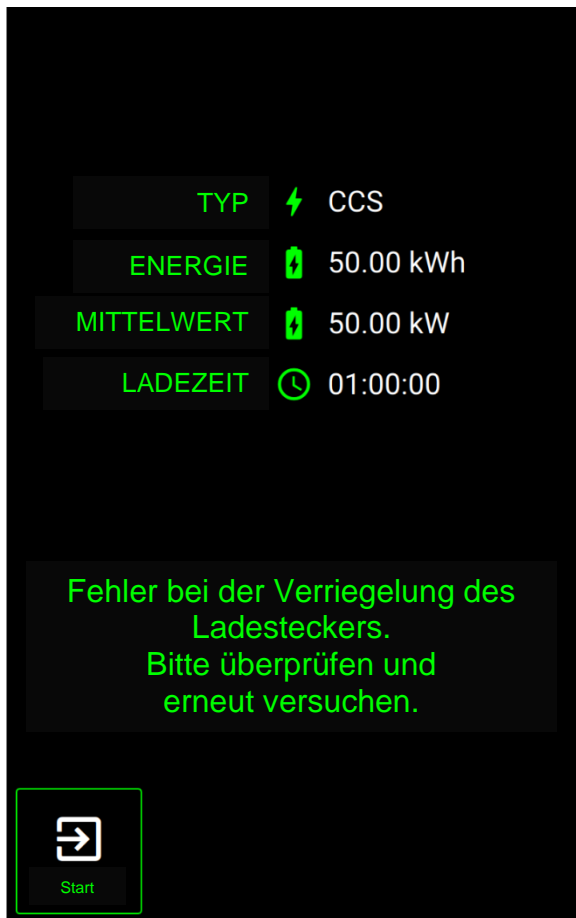 TYP CCS
ENERGIE 50.00 kWh
MITTELWERT 50.00 kW
LADEZEIT 01:00:00
Fehler bei der Verriegelung des
Ladesteckers.
Bitte überprüfen und
erneut versuchen.
Start